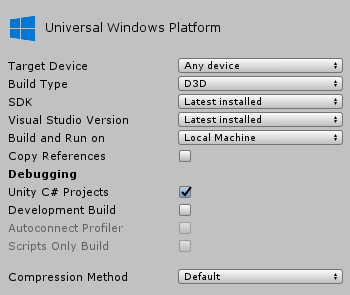 Universal Windows Platform
Target Device Any device
Build Type D3D
SDK Latest installed
Visual Studio Version Latest installed
Build and Run on Local Machine
Copy References
Debugging
Unity C# Projects
Development Build
Autoconnect Profiler
Scripts Only Build
Compression Method Default